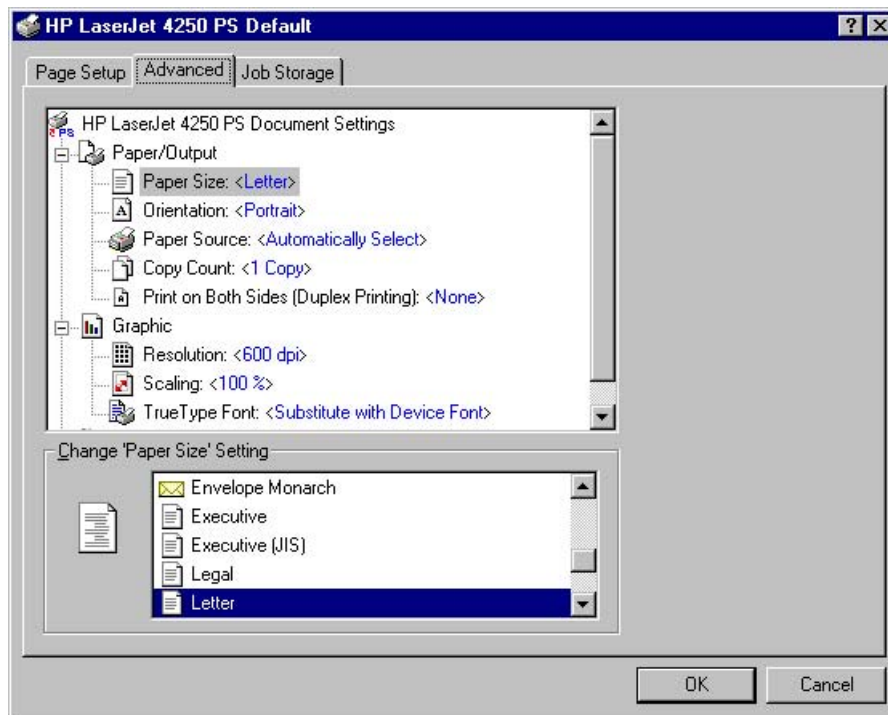 HP LaserJet 4250 PS Default
Page Setup Advanced Job Storage
HP LaserJet 4250 PS Document Settings
Paper/Output
Paper Size: <Letter>
Orientation: <Portrait>
Paper Source: <Automatically Select>
Copy Count: <1 Copy>
Print on Both Sides (Duplex Printing): <None>
Graphic
Resolution: <600 dpi>
Scaling: <100 %>
TrueType Font: <Substitute with Device Font>
Change 'Paper Size' Setting
Envelope Monarch
Executive
Executive (JIS)
Legal
Letter
OK Cancel